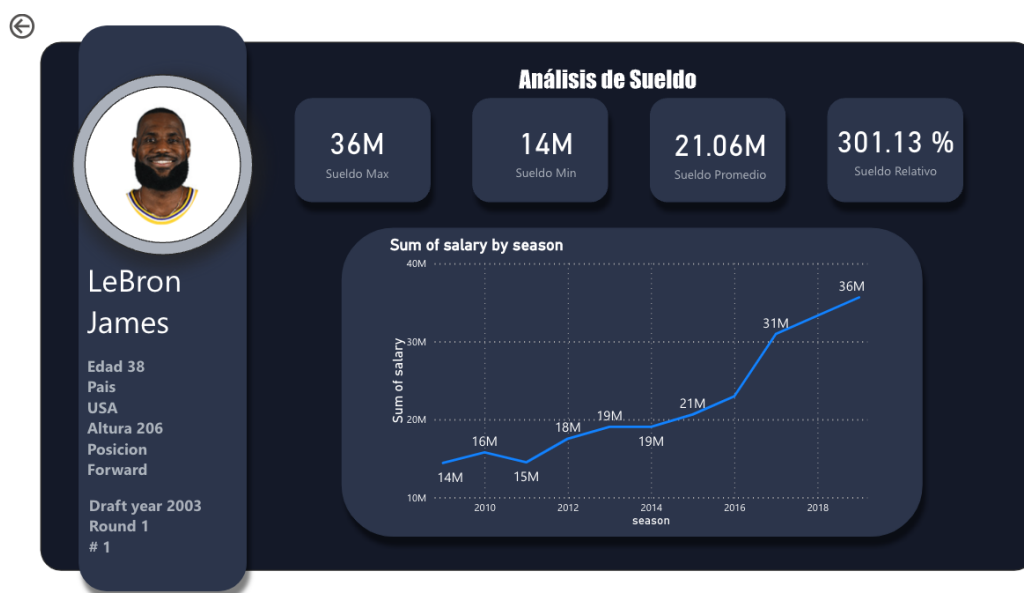 Análisis de Sueldo
36M
Sueldo Max
14M
Sueldo Min
21.06M
Sueldo Promedio
301.13 %
Sueldo Relativo
LeBron
James
Edad 38
Pais
USA
Altura 206
Posicion
Forward
Draft year 2003
Round 1
# 1
Sum of salary by season
Sum of salary
40M
30M
20M
10M
14M
16M
15M
18M
19M
19M
21M
31M
36M
2010
2012
2014
2016
2018
season